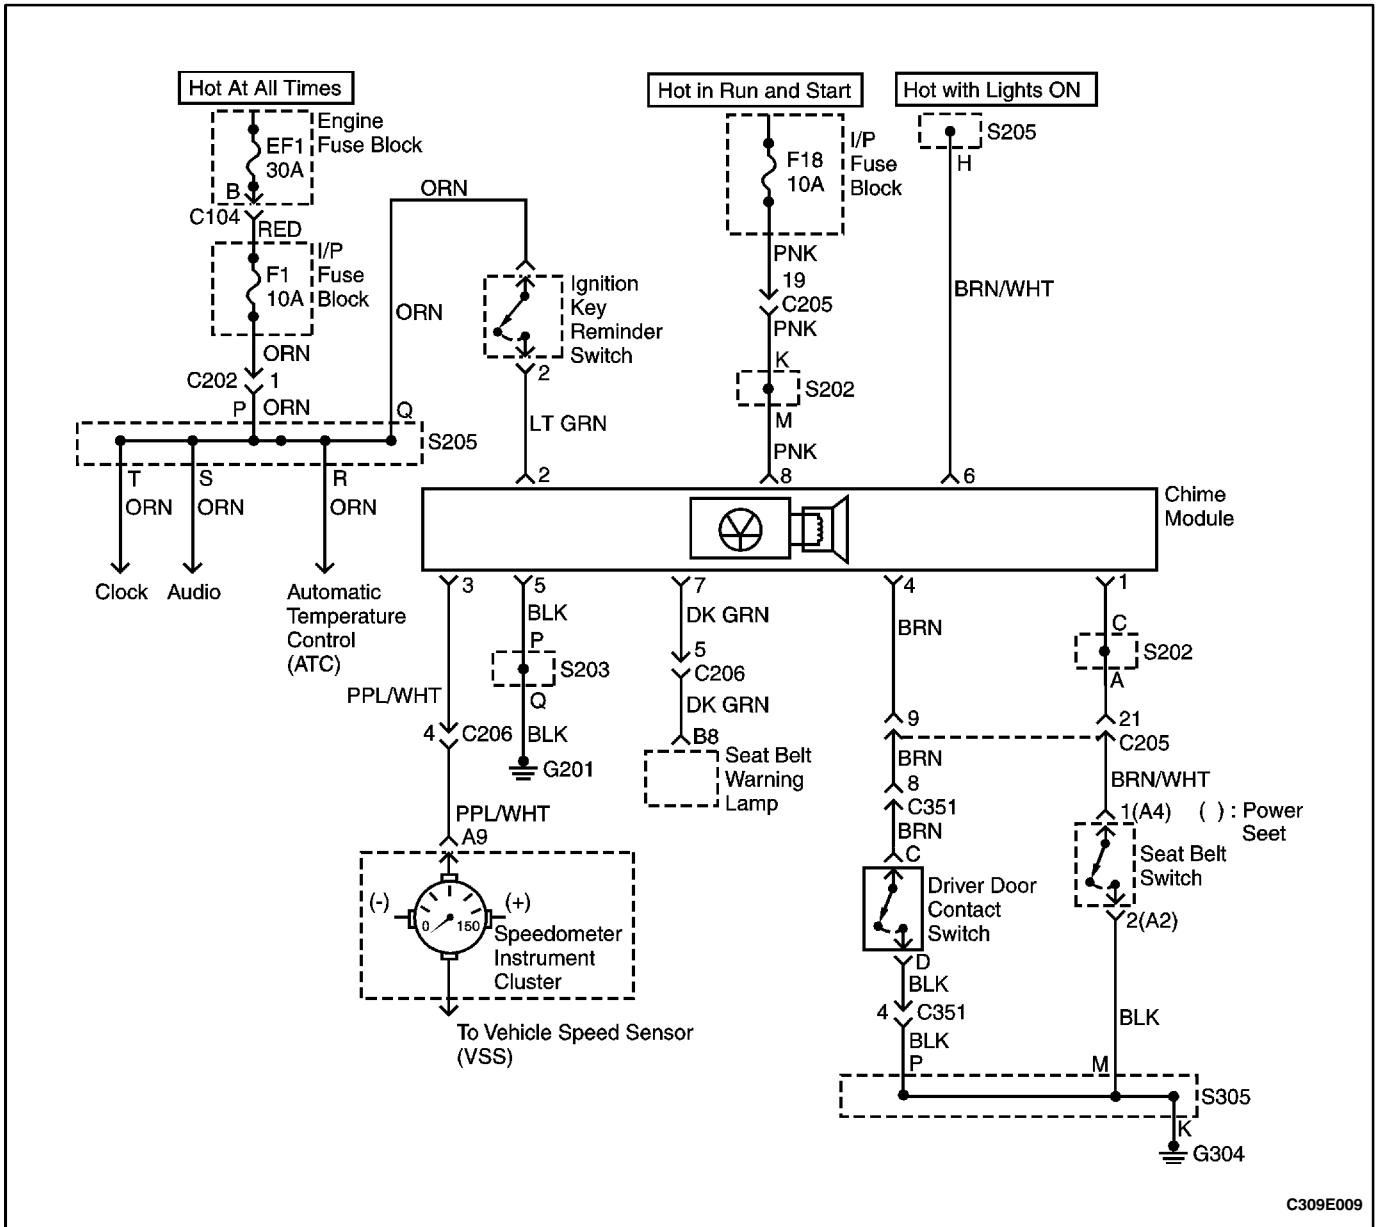 Hot At All Times
Hot in Run and Start
Hot with Lights ON
Engine
Fuse Block
EF1
30A
B
C104
RED
I/P
Fuse
Block
F1
10A
ORN
C202
1
P
ORN
Q
S205
T
S
R
ORN
ORN
ORN
Clock
Audio
Automatic
Temperature
Control
(ATC)
ORN
ORN
Ignition
Key
Reminder
Switch
2
LT GRN
2
I/P
Fuse
Block
F18
10A
PNK
19
C205
PNK
K
S202
M
PNK
8
S205
H
BRN/WHT
6
Chime
Module
3
PPL/WHT
4
C206
PPL/WHT
A9
(-)
(+)
0
150
Speedometer
Instrument
Cluster
To Vehicle Speed Sensor
(VSS)
5
BLK
P
S203
Q
BLK
G201
7
DK GRN
5
C206
DK GRN
B8
Seat Belt
Warning
Lamp
4
BRN
9
BRN
8
C351
BRN
C
Driver Door
Contact
Switch
D
BLK
4
C351
BLK
P
1
C
S202
A
21
C205
BRN/WHT
1(A4)
( ) : Power
Seet
Seat Belt
Switch
2(A2)
BLK
M
S305
K
G304
C309E009